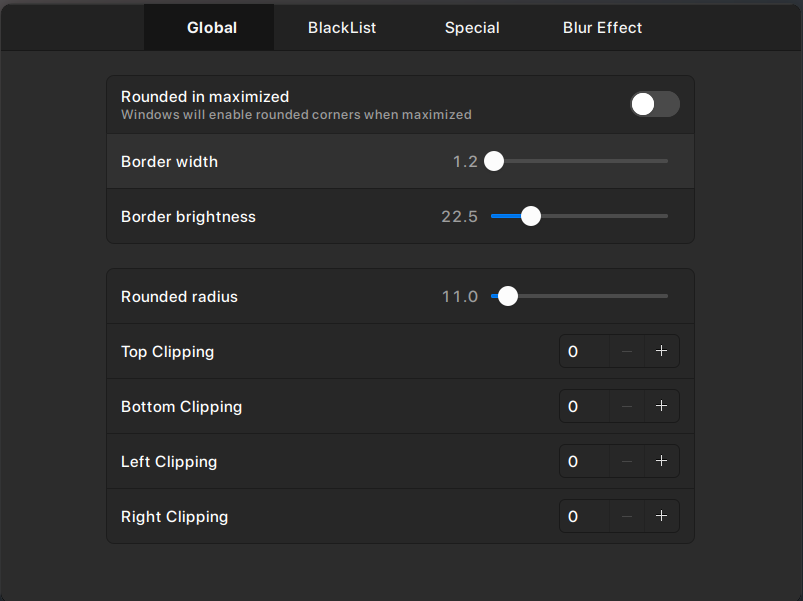 Global BlackList Special Blur Effect
Rounded in maximized
Windows will enable rounded corners when maximized
Border width 1.2
Border brightness 22.5
Rounded radius 11.0
Top Clipping 0 − +
Bottom Clipping 0 − +
Left Clipping 0 − +
Right Clipping 0 − +